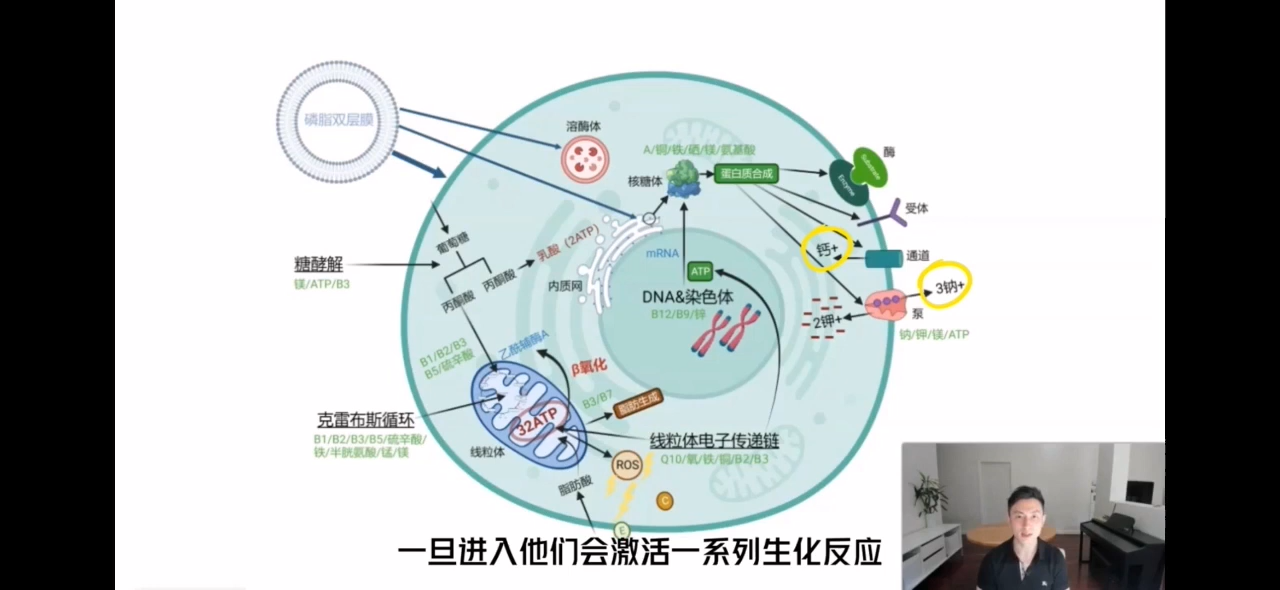 磷脂双层膜
溶酶体
A/铜/铁/硒/镁/氨基酸
核糖体
蛋白质合成
酶
Substrate
Enzyme
受体
钙+
通道
3钠+
泵
2钾+
钠/钾/镁/ATP
葡萄糖
糖酵解
镁/ATP/B3
丙酮酸
丙酮酸
乳酸（2ATP）
内质网
mRNA
ATP
DNA&染色体
B12/B9/锌
B1/B2/B3
B5/硫辛酸
乙酰辅酶A
β氧化
B3/B7
脂肪生成
克雷布斯循环
B1/B2/B3/B5/硫辛酸/
铁/半胱氨酸/锰/镁
32ATP
线粒体
线粒体电子传递链
Q10/氧/铁/铜/B2/B3
ROS
脂肪酸
C
E
一旦进入他们会激活一系列生化反应